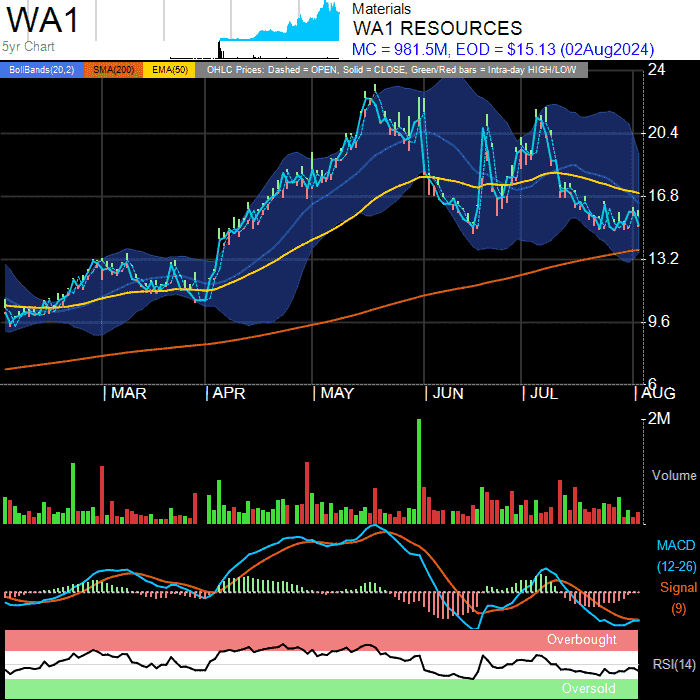 WA1
5yr Chart
Materials
WA1 RESOURCES
MC = 981.5M, EOD = $15.13 (02Aug2024)
BollBands(20,2) SMA(200) EMA(50) OHLC Prices: Dashed = OPEN, Solid = CLOSE, Green/Red bars = Intra-day HIGH/LOW
24
20.4
16.8
13.2
9.6
6
MAR APR MAY JUN JUL AUG
2M
Volume
MACD
(12-26)
Signal
(9)
Overbought
RSI(14)
Oversold